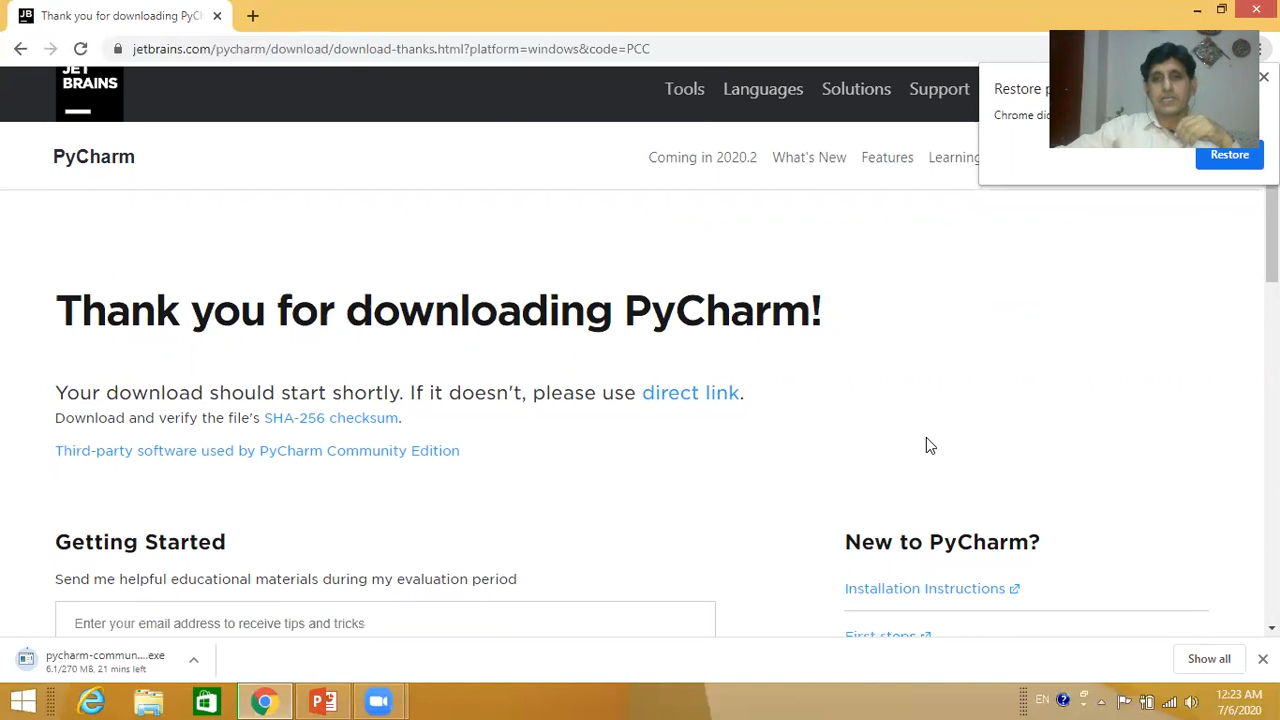 JB Thank you for downloading PyCh
jetbrains.com/pycharm/download/download-thanks.html?platform=windows&code=PCC
JET
BRAINS
Tools Languages Solutions Support
Restore
Chrome
Restore
PyCharm
Coming in 2020.2 What's New Features Learning
Thank you for downloading PyCharm!
Your download should start shortly. If it doesn't, please use direct link.
Download and verify the file's SHA-256 checksum.
Third-party software used by PyCharm Community Edition
Getting Started
New to PyCharm?
Send me helpful educational materials during my evaluation period
Installation Instructions
Enter your email address to receive tips and tricks
First steps
pycharm-commun....exe
6.1/270 MB, 21 mins left
Show all
EN
12:23 AM
7/6/2020